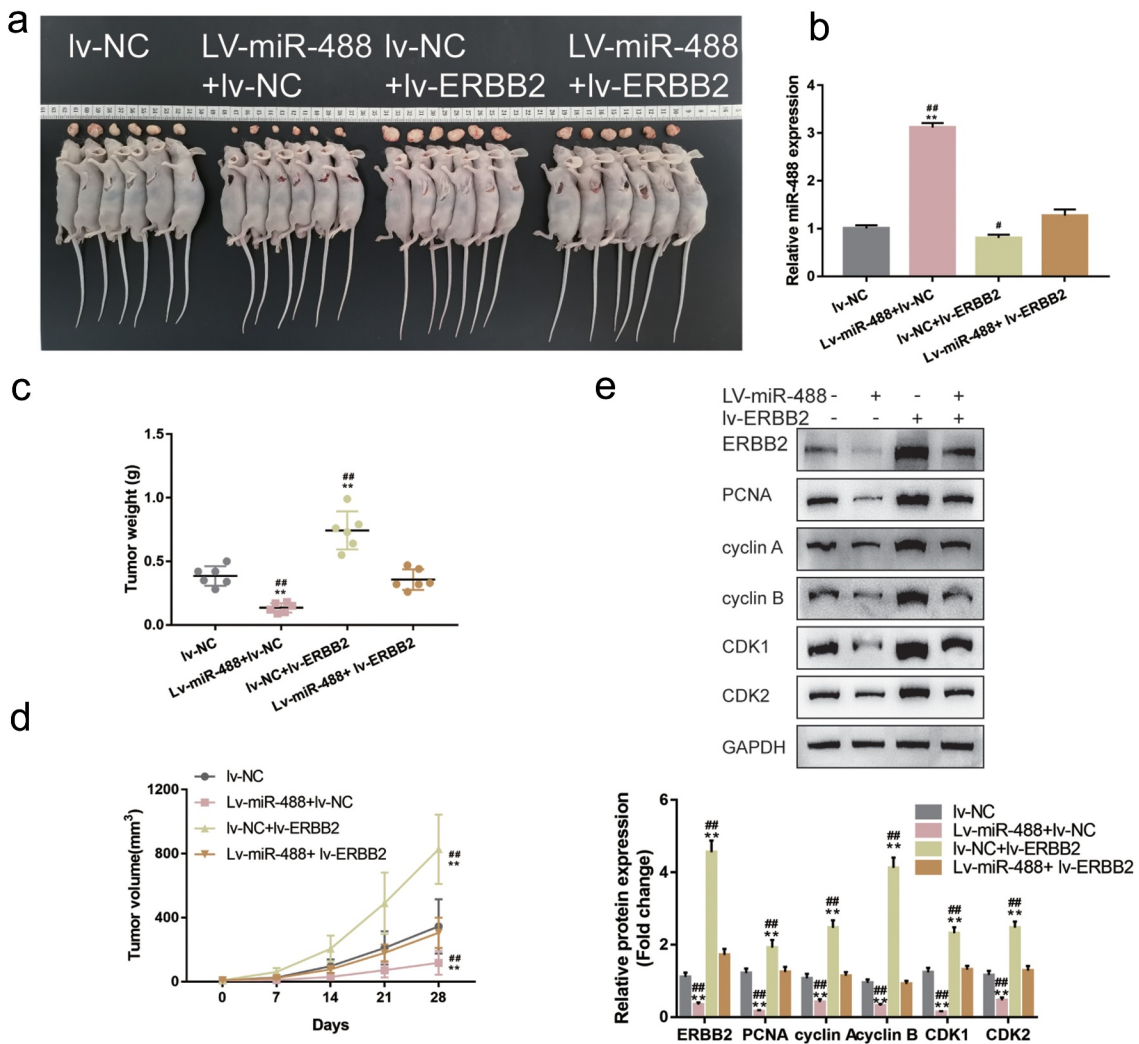 a
lv-NC
LV-miR-488
+lv-NC
lv-NC
+lv-ERBB2
LV-miR-488
+lv-ERBB2
b
Relative miR-488 expression
4
3
2
1
0
##
**
#
lv-NC
Lv-miR-488+lv-NC
lv-NC+lv-ERBB2
Lv-miR-488+ lv-ERBB2
c
Tumor weight (g)
1.5
1.0
0.5
0.0
##
**
##
**
lv-NC
Lv-miR-488+lv-NC
lv-NC+lv-ERBB2
Lv-miR-488+ lv-ERBB2
d
lv-NC
Lv-miR-488+lv-NC
lv-NC+lv-ERBB2
Lv-miR-488+ lv-ERBB2
Tumor volume(mm3)
1200
800
400
0
##
**
##
**
0 7 14 21 28
Days
e
LV-miR-488 - + - +
lv-ERBB2 - - + +
ERBB2
PCNA
cyclin A
cyclin B
CDK1
CDK2
GAPDH
Relative protein expression
(Fold change)
6
4
2
0
lv-NC
Lv-miR-488+lv-NC
lv-NC+lv-ERBB2
Lv-miR-488+ lv-ERBB2
##
**
##
**
##
**
##
**
##
**
##
**
##
**
##
**
##
**
##
**
##
**
##
**
ERBB2 PCNA cyclin A cyclin B CDK1 CDK2